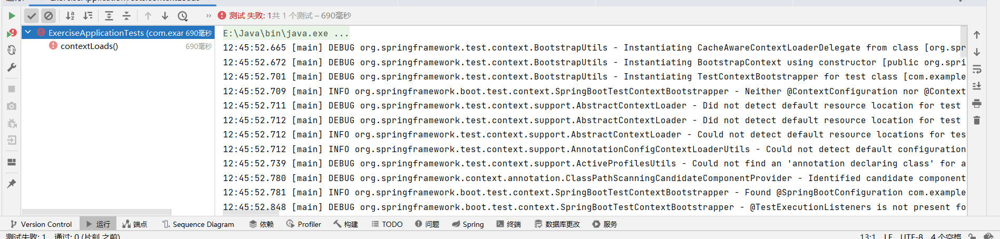 测试 失败: 1共 1 个测试 – 690毫秒
ExerciseApplicationTests (com.exar 690毫秒
contextLoads() 690毫秒
E:\Java\bin\java.exe ...
12:45:52.665 [main] DEBUG org.springframework.test.context.BootstrapUtils - Instantiating CacheAwareContextLoaderDelegate from class [org.spr
12:45:52.672 [main] DEBUG org.springframework.test.context.BootstrapUtils - Instantiating BootstrapContext using constructor [public org.spri
12:45:52.701 [main] DEBUG org.springframework.test.context.BootstrapUtils - Instantiating TestContextBootstrapper for test class [com.example
12:45:52.709 [main] INFO org.springframework.boot.test.context.SpringBootTestContextBootstrapper - Neither @ContextConfiguration nor @Context
12:45:52.711 [main] DEBUG org.springframework.test.context.support.AbstractContextLoader - Did not detect default resource location for test
12:45:52.712 [main] DEBUG org.springframework.test.context.support.AbstractContextLoader - Did not detect default resource location for test
12:45:52.712 [main] INFO org.springframework.test.context.support.AbstractContextLoader - Could not detect default resource locations for tes
12:45:52.712 [main] INFO org.springframework.test.context.support.AnnotationConfigContextLoaderUtils - Could not detect default configuration
12:45:52.739 [main] DEBUG org.springframework.test.context.support.ActiveProfilesUtils - Could not find an 'annotation declaring class' for a
12:45:52.780 [main] DEBUG org.springframework.context.annotation.ClassPathScanningCandidateComponentProvider - Identified candidate component
12:45:52.781 [main] INFO org.springframework.boot.test.context.SpringBootTestContextBootstrapper - Found @SpringBootConfiguration com.example
12:45:52.848 [main] DEBUG org.springframework.boot.test.context.SpringBootTestContextBootstrapper - @TestExecutionListeners is not present fo
Version Control 运行 端点 Sequence Diagram 依赖 Profiler 构建 TODO 问题 Spring 终端 数据库更改 服务
测试失败: 1, 通过: 0 (片刻 之前) 13:1 LF UTF-8 4 个空格